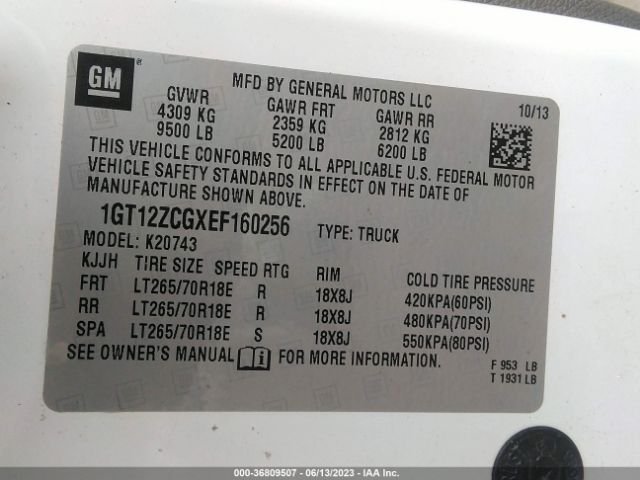 GM
MFD BY GENERAL MOTORS LLC
10/13
GVWR GAWR FRT GAWR RR
4309 KG 2359 KG 2812 KG
9500 LB 5200 LB 6200 LB
THIS VEHICLE CONFORMS TO ALL APPLICABLE U.S. FEDERAL MOTOR
VEHICLE SAFETY STANDARDS IN EFFECT ON THE DATE OF
MANUFACTURE SHOWN ABOVE.
1GT12ZCGXEF160256 TYPE: TRUCK
MODEL: K20743
KJJH TIRE SIZE SPEED RTG RIM COLD TIRE PRESSURE
FRT LT265/70R18E R 18X8J 420KPA(60PSI)
RR LT265/70R18E R 18X8J 480KPA(70PSI)
SPA LT265/70R18E S 18X8J 550KPA(80PSI)
SEE OWNER'S MANUAL FOR MORE INFORMATION.
F 953 LB
T 1931 LB
000-36809507 - 06/13/2023 - IAA Inc.